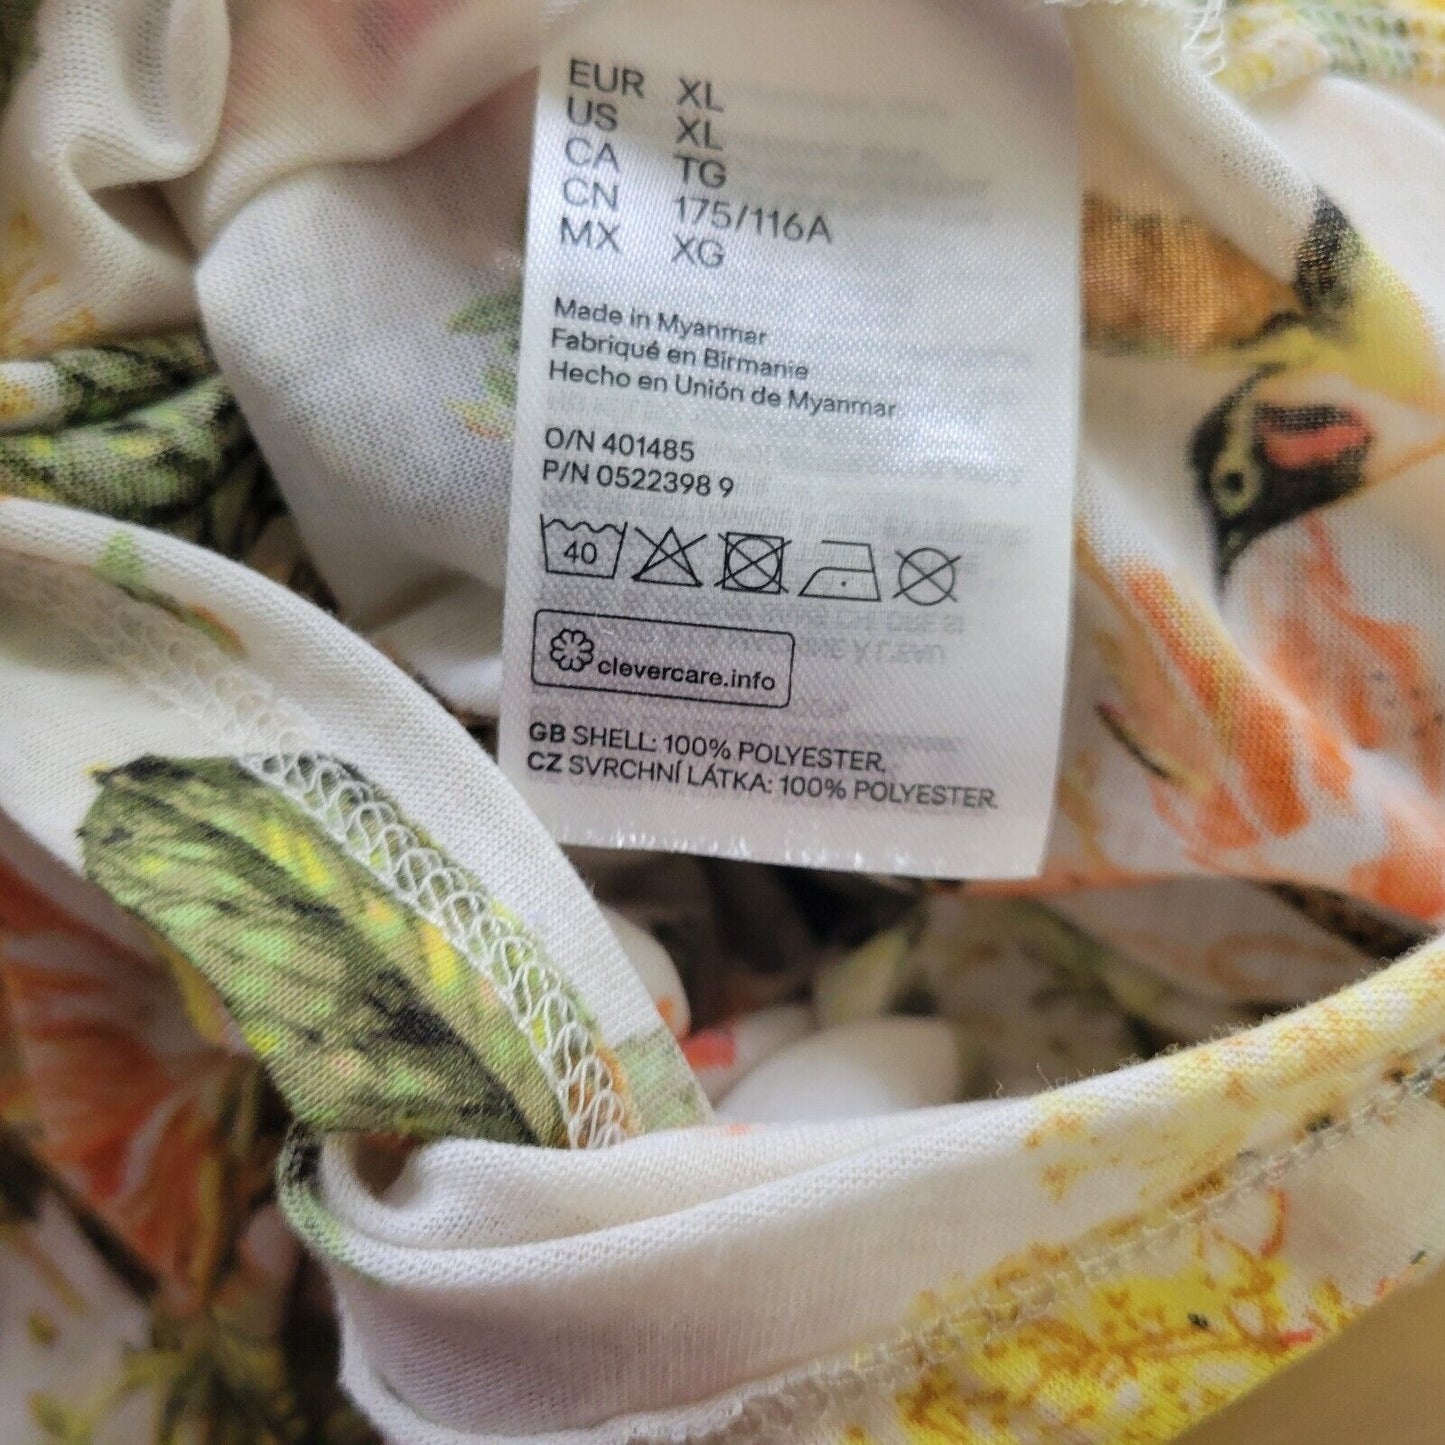 EUR XL
US XL
CA TG
CN 175/116A
MX XG
Made in Myanmar
Fabriqué en Birmanie
Hecho en Unión de Myanmar
O/N 401485
P/N 0522398 9
40
clevercare.info
GB SHELL: 100% POLYESTER.
CZ SVRCHNÍ LÁTKA: 100% POLYESTER.